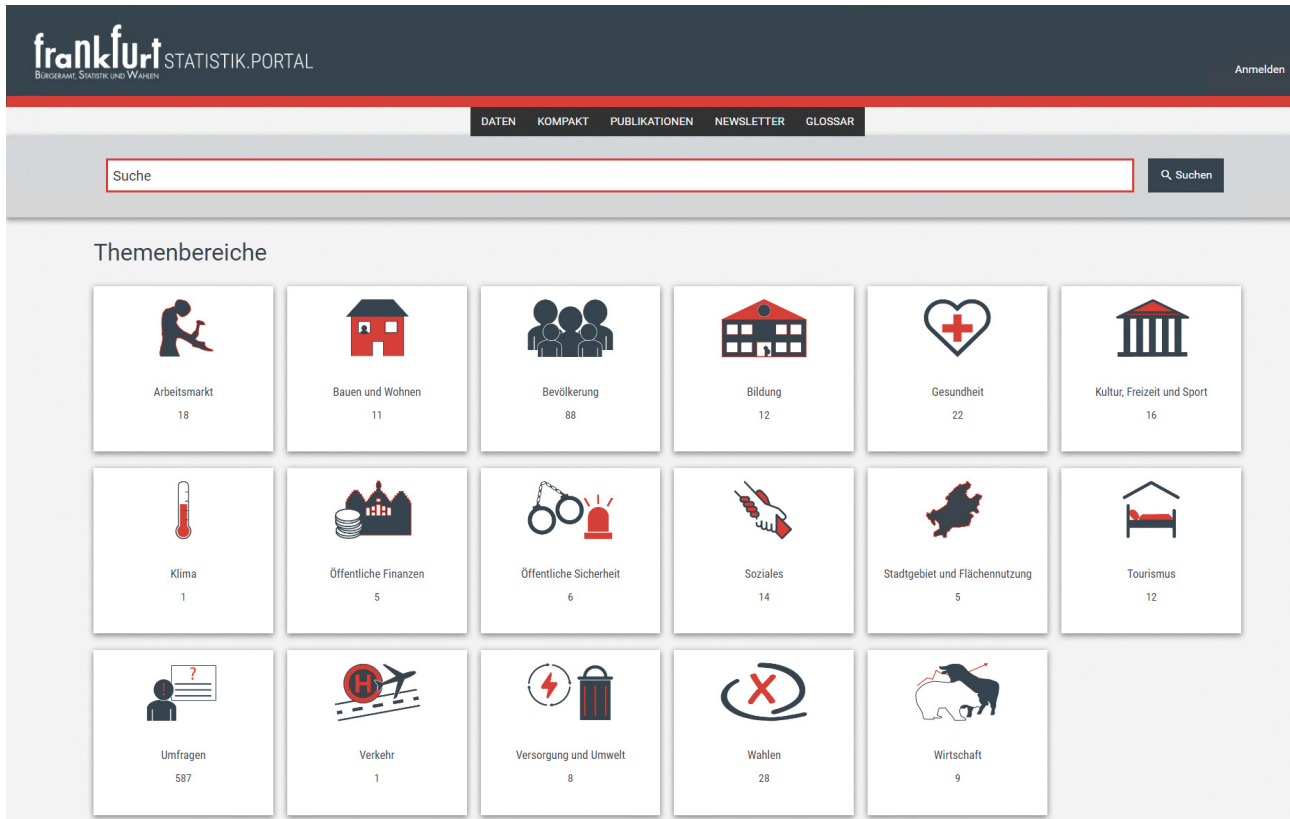 frankfurt STATISTIK.PORTAL
BÜRGERAMT, STATISTIK UND WAHLEN
Anmelden
DATEN KOMPAKT PUBLIKATIONEN NEWSLETTER GLOSSAR
Suche
Suchen
Themenbereiche
Arbeitsmarkt
18
Bauen und Wohnen
11
Bevölkerung
88
Bildung
12
Gesundheit
22
Kultur, Freizeit und Sport
16
Klima
1
Öffentliche Finanzen
5
Öffentliche Sicherheit
6
Soziales
14
Stadtgebiet und Flächennutzung
5
Tourismus
12
!
?
Umfragen
587
H
Verkehr
1
Versorgung und Umwelt
8
X
Wahlen
28
Wirtschaft
9